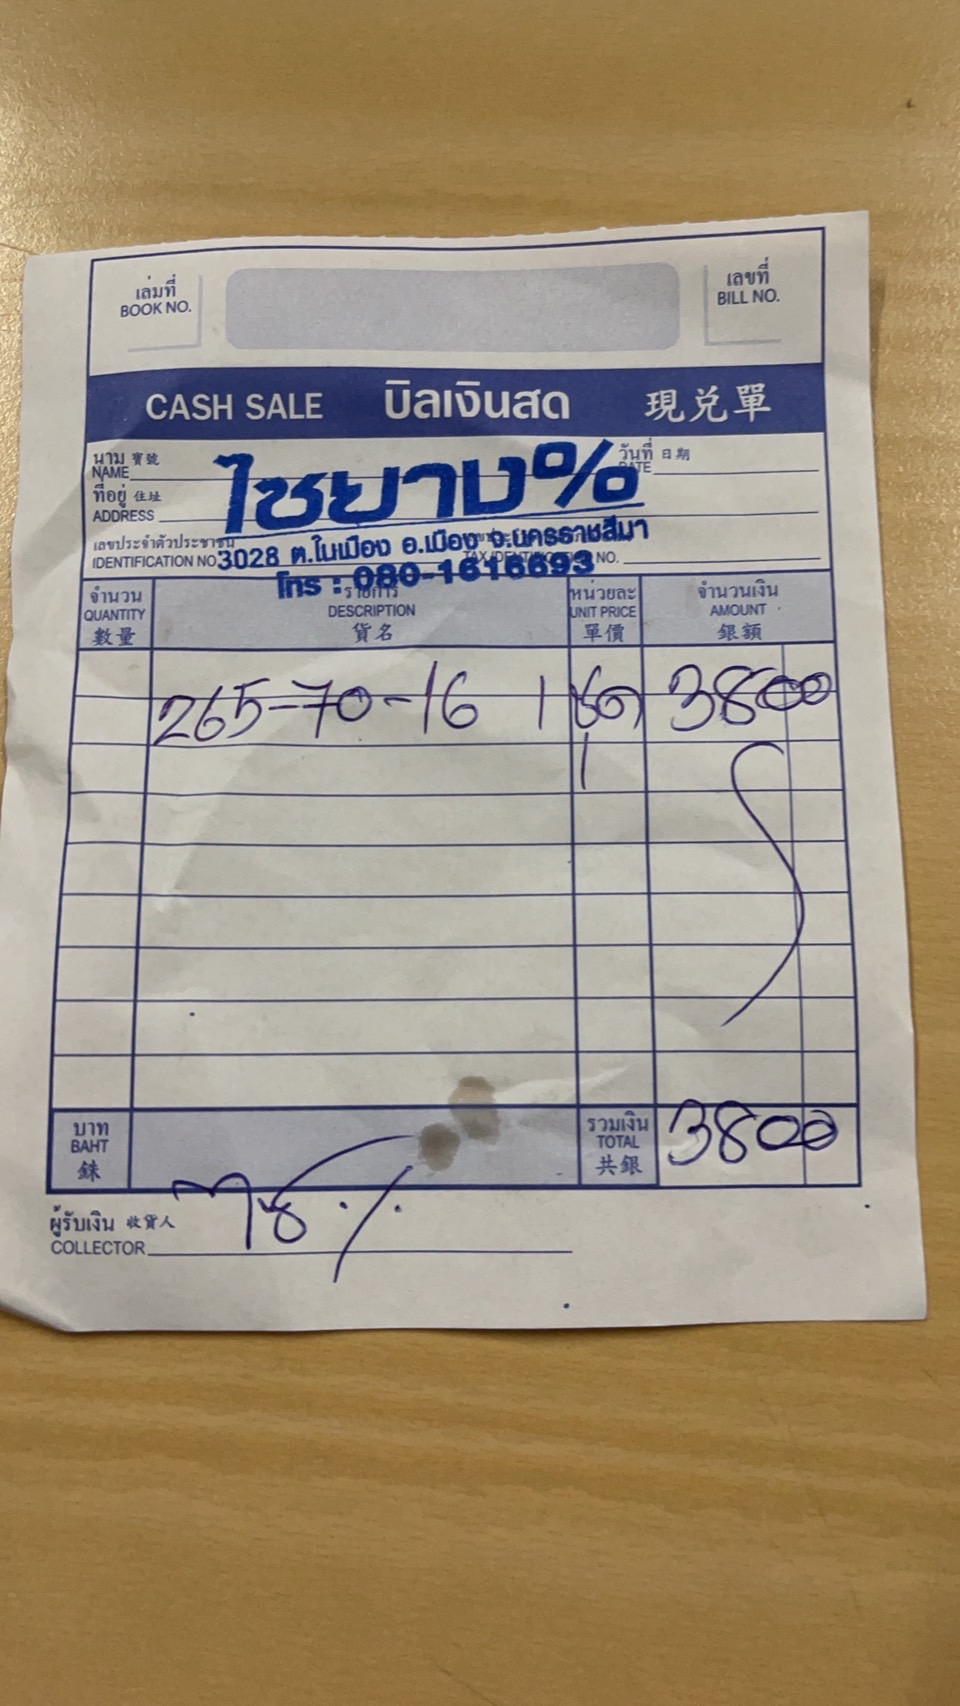 เล่มที่
BOOK NO.
เลขที่
BILL NO.
CASH SALE บิลเงินสด 現兌單
นาม 寶號
NAME
วันที่ 日期
DATE
ไชยยาง%
ที่อยู่ 住址
ADDRESS
เลขประจำตัวประชาชน
IDENTIFICATION NO.
NO.
3028 ต.ในเมือง อ.เมือง จ.นครราชสีมา
โทร : 080-1616693
จำนวน รายการ หน่วยละ จำนวนเงิน
QUANTITY DESCRIPTION UNIT PRICE AMOUNT
數量 貨名 單價 銀額
265-70-16 1 3800
บาท
BAHT
銖
รวมเงิน
TOTAL
共銀
3800
ผู้รับเงิน 收貨人
COLLECTOR